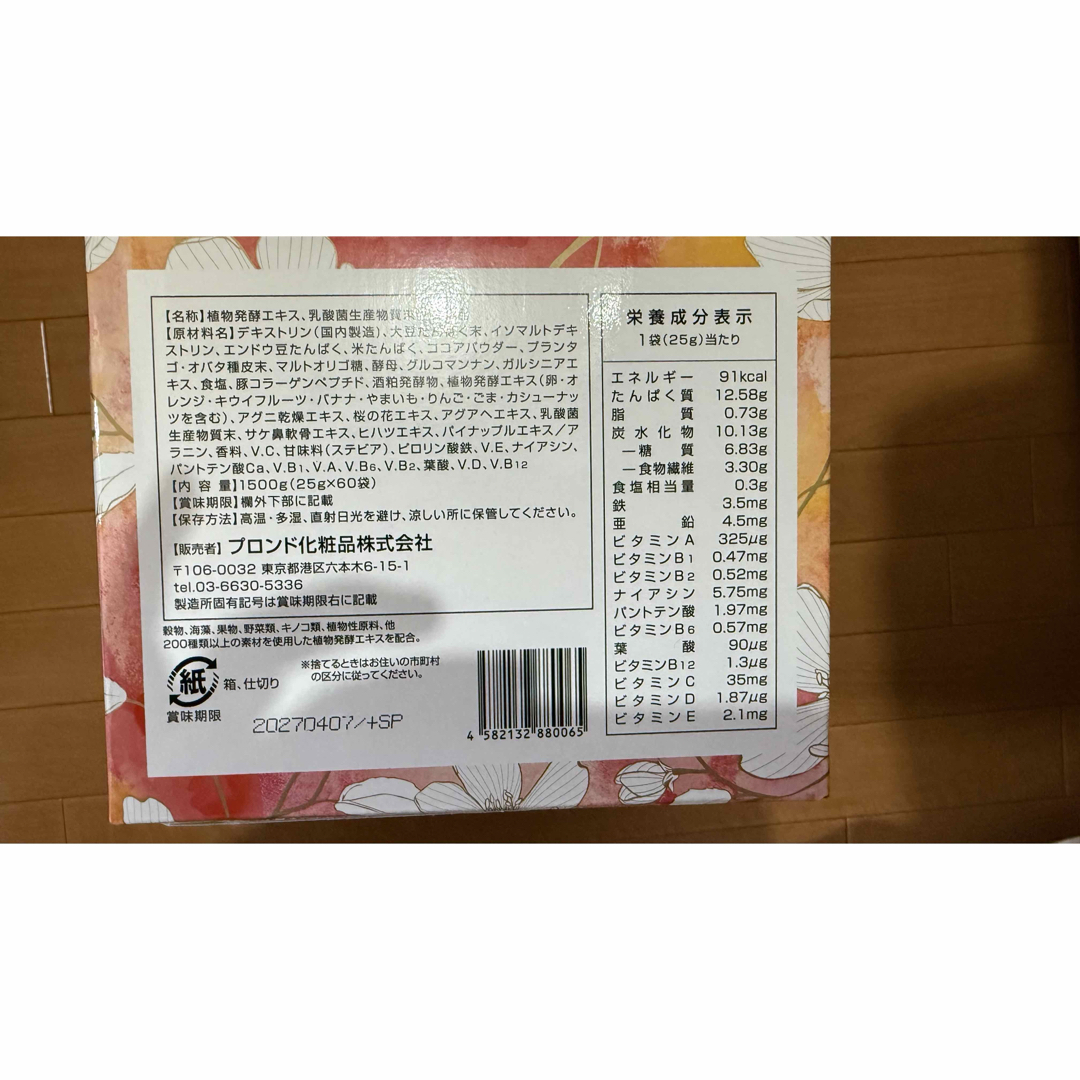 【名称】植物発酵エキス、乳酸菌生産物質末
【原材料名】デキストリン(国内製造)、大豆たんぱく末、イソマルトデキ
ストリン、エンドウ豆たんぱく、米たんぱく、ココアパウダー、プランタ
ゴ・オバタ種皮末、マルトオリゴ糖、酵母、グルコマンナン、ガルシニアエ
キス、食塩、豚コラーゲンペプチド、酒粕発酵物、植物発酵エキス(卵・オ
レンジ・キウイフルーツ・バナナ・やまいも・りんご・ごま・カシューナッ
ツを含む)、アグニ乾燥エキス、桜の花エキス、アグアヘエキス、乳酸菌
生産物質末、サケ鼻軟骨エキス、ヒハツエキス、パイナップルエキス/ア
ラニン、香料、V.C、甘味料(ステビア)、ピロリン酸鉄、V.E、ナイアシン、
パントテン酸Ca、V.B1、V.A、V.B6、V.B2、葉酸、V.D、V.B12
【内 容 量】1500g(25g×60袋)
【賞味期限】欄外下部に記載
【保存方法】高温・多湿、直射日光を避け、涼しい所に保管してください。
【販売者】ブロンド化粧品株式会社
〒106-0032 東京都港区六本木6-15-1
tel.03-6630-5336
製造所固有記号は賞味期限右に記載
穀物、海藻、果物、野菜類、キノコ類、植物性原料、他
200種類以上の素材を使用した植物発酵エキスを配合。
紙
箱、仕切り
※捨てるときはお住いの市町村
の区分に従ってください。
賞味期限
20270407/+SP
4 582132 880065
栄養成分表示
1袋(25g)当たり
エネルギー 91kcal
たんぱく質 12.58g
脂 質 0.73g
炭水化物 10.13g
―糖 質 6.83g
―食物繊維 3.30g
食塩相当量 0.3g
鉄 3.5mg
亜 鉛 4.5mg
ビタミンA 325μg
ビタミンB1 0.47mg
ビタミンB2 0.52mg
ナイアシン 5.75mg
パントテン酸 1.97mg
ビタミンB6 0.57mg
葉 酸 90μg
ビタミンB12 1.3μg
ビタミンC 35mg
ビタミンD 1.87μg
ビタミンE 2.1mg